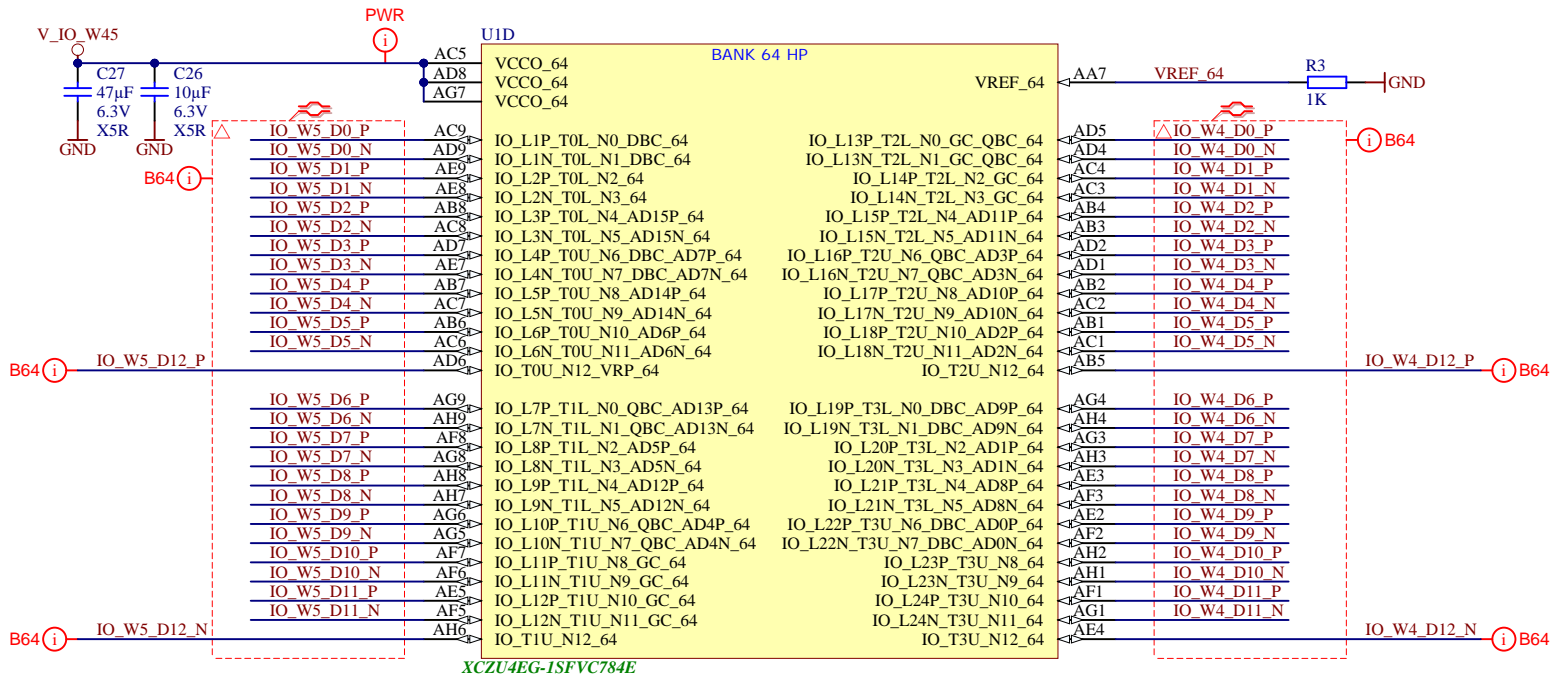 PWR
V_IO_W45
U1D
BANK 64 HP
C27
47µF
6.3V
X5R
GND
C26
10µF
6.3V
X5R
GND
AC5 VCCO_64
AD8 VCCO_64
AG7 VCCO_64
VREF_64 AA7 VREF_64
R3
1K
GND
B64
IO_W5_D0_P AC9 IO_L1P_T0L_N0_DBC_64
IO_W5_D0_N AD9 IO_L1N_T0L_N1_DBC_64
IO_W5_D1_P AE9 IO_L2P_T0L_N2_64
IO_W5_D1_N AE8 IO_L2N_T0L_N3_64
IO_W5_D2_P AB8 IO_L3P_T0L_N4_AD15P_64
IO_W5_D2_N AC8 IO_L3N_T0L_N5_AD15N_64
IO_W5_D3_P AD7 IO_L4P_T0U_N6_DBC_AD7P_64
IO_W5_D3_N AE7 IO_L4N_T0U_N7_DBC_AD7N_64
IO_W5_D4_P AB7 IO_L5P_T0U_N8_AD14P_64
IO_W5_D4_N AC7 IO_L5N_T0U_N9_AD14N_64
IO_W5_D5_P AB6 IO_L6P_T0U_N10_AD6P_64
IO_W5_D5_N AC6 IO_L6N_T0U_N11_AD6N_64
B64 IO_W5_D12_P AD6 IO_T0U_N12_VRP_64
IO_W5_D6_P AG9 IO_L7P_T1L_N0_QBC_AD13P_64
IO_W5_D6_N AH9 IO_L7N_T1L_N1_QBC_AD13N_64
IO_W5_D7_P AF8 IO_L8P_T1L_N2_AD5P_64
IO_W5_D7_N AG8 IO_L8N_T1L_N3_AD5N_64
IO_W5_D8_P AH8 IO_L9P_T1L_N4_AD12P_64
IO_W5_D8_N AH7 IO_L9N_T1L_N5_AD12N_64
IO_W5_D9_P AG6 IO_L10P_T1U_N6_QBC_AD4P_64
IO_W5_D9_N AG5 IO_L10N_T1U_N7_QBC_AD4N_64
IO_W5_D10_P AF7 IO_L11P_T1U_N8_GC_64
IO_W5_D10_N AF6 IO_L11N_T1U_N9_GC_64
IO_W5_D11_P AE5 IO_L12P_T1U_N10_GC_64
IO_W5_D11_N AF5 IO_L12N_T1U_N11_GC_64
B64 IO_W5_D12_N AH6 IO_T1U_N12_64
IO_L13P_T2L_N0_GC_QBC_64 AD5 IO_W4_D0_P B64
IO_L13N_T2L_N1_GC_QBC_64 AD4 IO_W4_D0_N
IO_L14P_T2L_N2_GC_64 AC4 IO_W4_D1_P
IO_L14N_T2L_N3_GC_64 AC3 IO_W4_D1_N
IO_L15P_T2L_N4_AD11P_64 AB4 IO_W4_D2_P
IO_L15N_T2L_N5_AD11N_64 AB3 IO_W4_D2_N
IO_L16P_T2U_N6_QBC_AD3P_64 AD2 IO_W4_D3_P
IO_L16N_T2U_N7_QBC_AD3N_64 AD1 IO_W4_D3_N
IO_L17P_T2U_N8_AD10P_64 AB2 IO_W4_D4_P
IO_L17N_T2U_N9_AD10N_64 AC2 IO_W4_D4_N
IO_L18P_T2U_N10_AD2P_64 AB1 IO_W4_D5_P
IO_L18N_T2U_N11_AD2N_64 AC1 IO_W4_D5_N
IO_T2U_N12_64 AB5 IO_W4_D12_P B64
IO_L19P_T3L_N0_DBC_AD9P_64 AG4 IO_W4_D6_P
IO_L19N_T3L_N1_DBC_AD9N_64 AH4 IO_W4_D6_N
IO_L20P_T3L_N2_AD1P_64 AG3 IO_W4_D7_P
IO_L20N_T3L_N3_AD1N_64 AH3 IO_W4_D7_N
IO_L21P_T3L_N4_AD8P_64 AE3 IO_W4_D8_P
IO_L21N_T3L_N5_AD8N_64 AF3 IO_W4_D8_N
IO_L22P_T3U_N6_DBC_AD0P_64 AE2 IO_W4_D9_P
IO_L22N_T3U_N7_DBC_AD0N_64 AF2 IO_W4_D9_N
IO_L23P_T3U_N8_64 AH2 IO_W4_D10_P
IO_L23N_T3U_N9_64 AH1 IO_W4_D10_N
IO_L24P_T3U_N10_64 AF1 IO_W4_D11_P
IO_L24N_T3U_N11_64 AG1 IO_W4_D11_N
IO_T3U_N12_64 AE4 IO_W4_D12_N B64
XCZU4EG-1SFVC784E